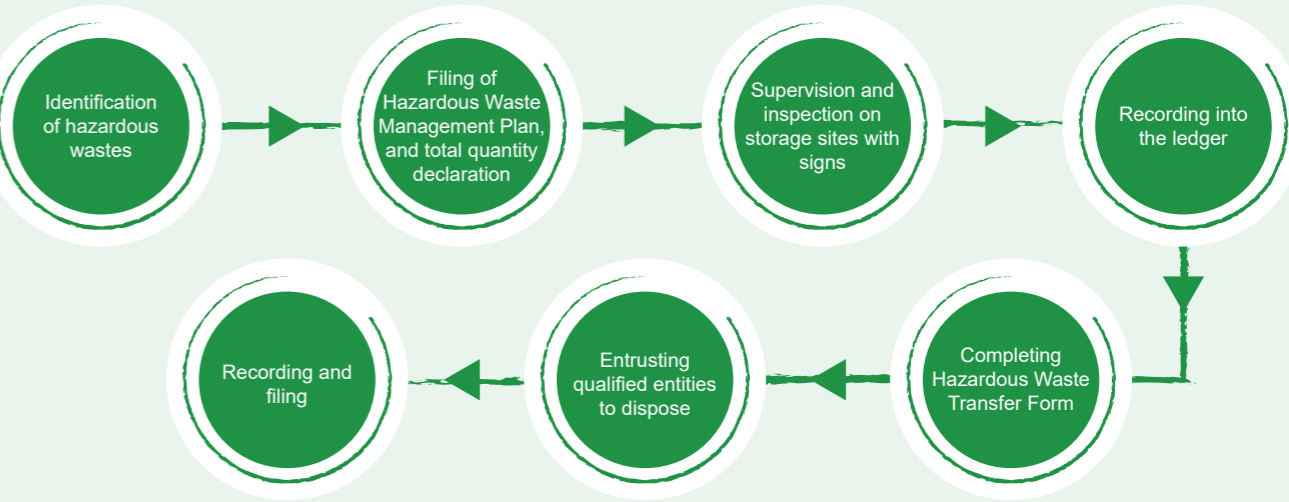 Identification
of hazardous
wastes
Filing of
Hazardous Waste
Management Plan,
and total quantity
declaration
Supervision and
inspection on
storage sites with
signs
Recording into
the ledger
Completing
Hazardous Waste
Transfer Form
Entrusting
qualified entities
to dispose
Recording and
filing